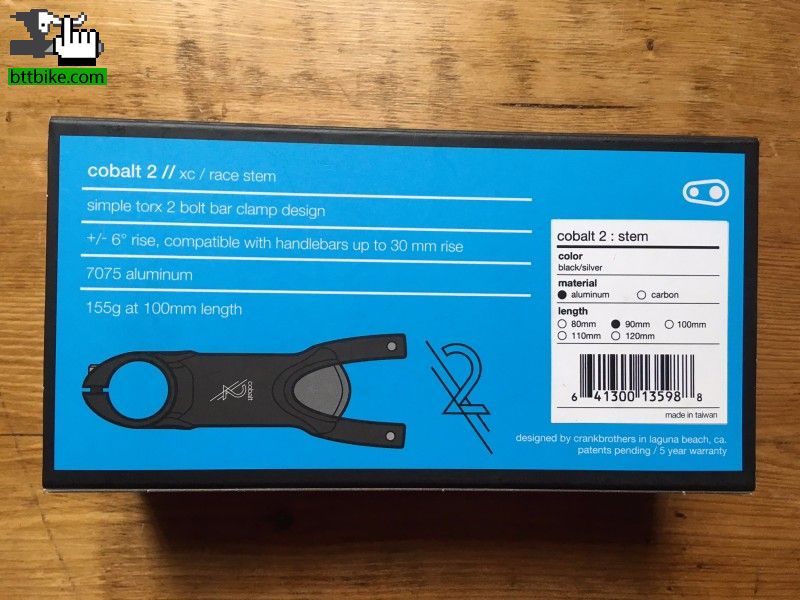 bttbike.com
cobalt 2 // xc / race stem
simple torx 2 bolt bar clamp design
+/- 6° rise, compatible with handlebars up to 30 mm rise
7075 aluminum
155g at 100mm length
cobalt
2
cobalt 2 : stem
color
black/silver
material
aluminum carbon
length
80mm 90mm 100mm
110mm 120mm
6 41300 13598 8
made in taiwan
designed by crankbrothers in laguna beach, ca.
patents pending / 5 year warranty